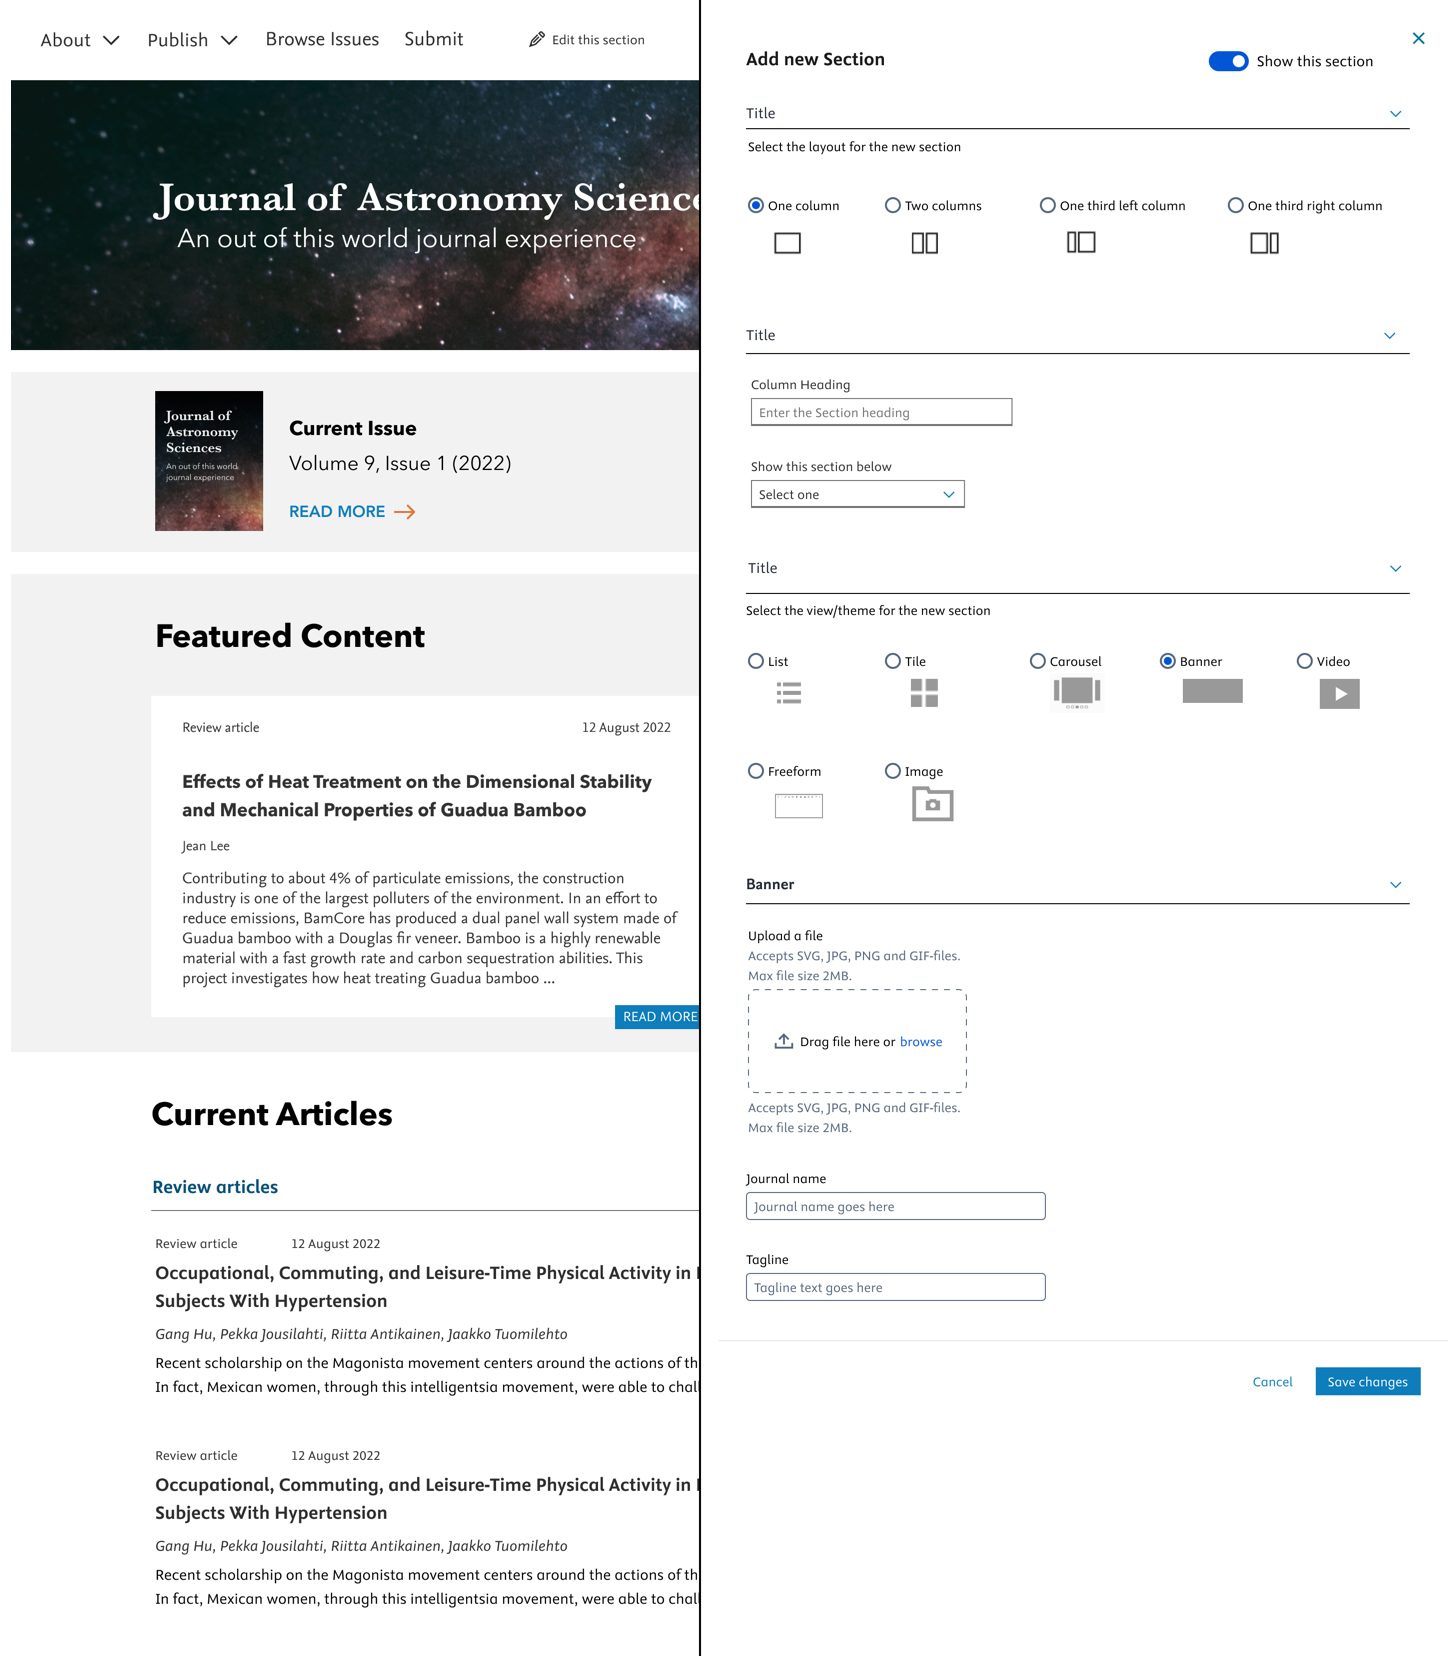 About
Publish
Browse Issues
Submit
Edit this section
Journal of Astronomy Science
An out of this world journal experience
Journal of
Astronomy
Sciences
An out of this world
journal experience
Current Issue
Volume 9, Issue 1 (2022)
READ MORE
Featured Content
Review article
12 August 2022
Effects of Heat Treatment on the Dimensional Stability
and Mechanical Properties of Guadua Bamboo
Jean Lee
Contributing to about 4% of particulate emissions, the construction
industry is one of the largest polluters of the environment. In an effort to
reduce emissions, BamCore has produced a dual panel wall system made of
Guadua bamboo with a Douglas fir veneer. Bamboo is a highly renewable
material with a fast growth rate and carbon sequestration abilities. This
project investigates how heat treating Guadua bamboo ...
READ MORE
Current Articles
Review articles
Review article
12 August 2022
Occupational, Commuting, and Leisure-Time Physical Activity in
Subjects With Hypertension
Gang Hu, Pekka Jousilahti, Riitta Antikainen, Jaakko Tuomilehto
Recent scholarship on the Magonista movement centers around the actions of th
In fact, Mexican women, through this intelligentsia movement, were able to chal
Review article
12 August 2022
Occupational, Commuting, and Leisure-Time Physical Activity in
Subjects With Hypertension
Gang Hu, Pekka Jousilahti, Riitta Antikainen, Jaakko Tuomilehto
Recent scholarship on the Magonista movement centers around the actions of th
In fact, Mexican women, through this intelligentsia movement, were able to chal
Add new Section
Show this section
Title
Select the layout for the new section
One column
Two columns
One third left column
One third right column
Title
Column Heading
Enter the Section heading
Show this section below
Select one
Title
Select the view/theme for the new section
List
Tile
Carousel
Banner
Video
Freeform
Image
Banner
Upload a file
Accepts SVG, JPG, PNG and GIF-files.
Max file size 2MB.
Drag file here or browse
Accepts SVG, JPG, PNG and GIF-files.
Max file size 2MB.
Journal name
Journal name goes here
Tagline
Tagline text goes here
Cancel
Save changes